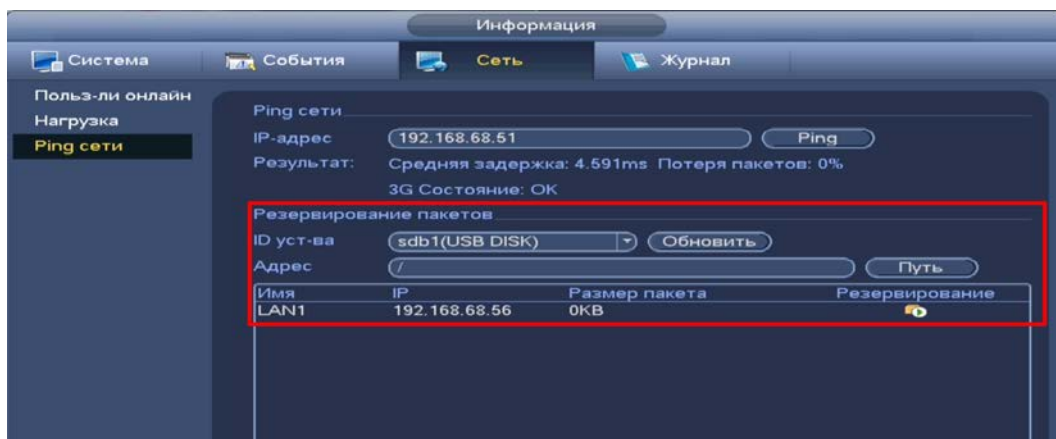 Информация
Система События Сеть Журнал
Польз-ли онлайн
Нагрузка
Ping сети
Ping сети
IP-адрес 192.168.68.51 Ping
Результат: Средняя задержка: 4.591ms Потеря пакетов: 0%
3G Состояние: OK
Резервирование пакетов
ID уст-ва sdb1(USB DISK) Обновить
Адрес / Путь
Имя IP Размер пакета Резервирование
LAN1 192.168.68.56 0KB